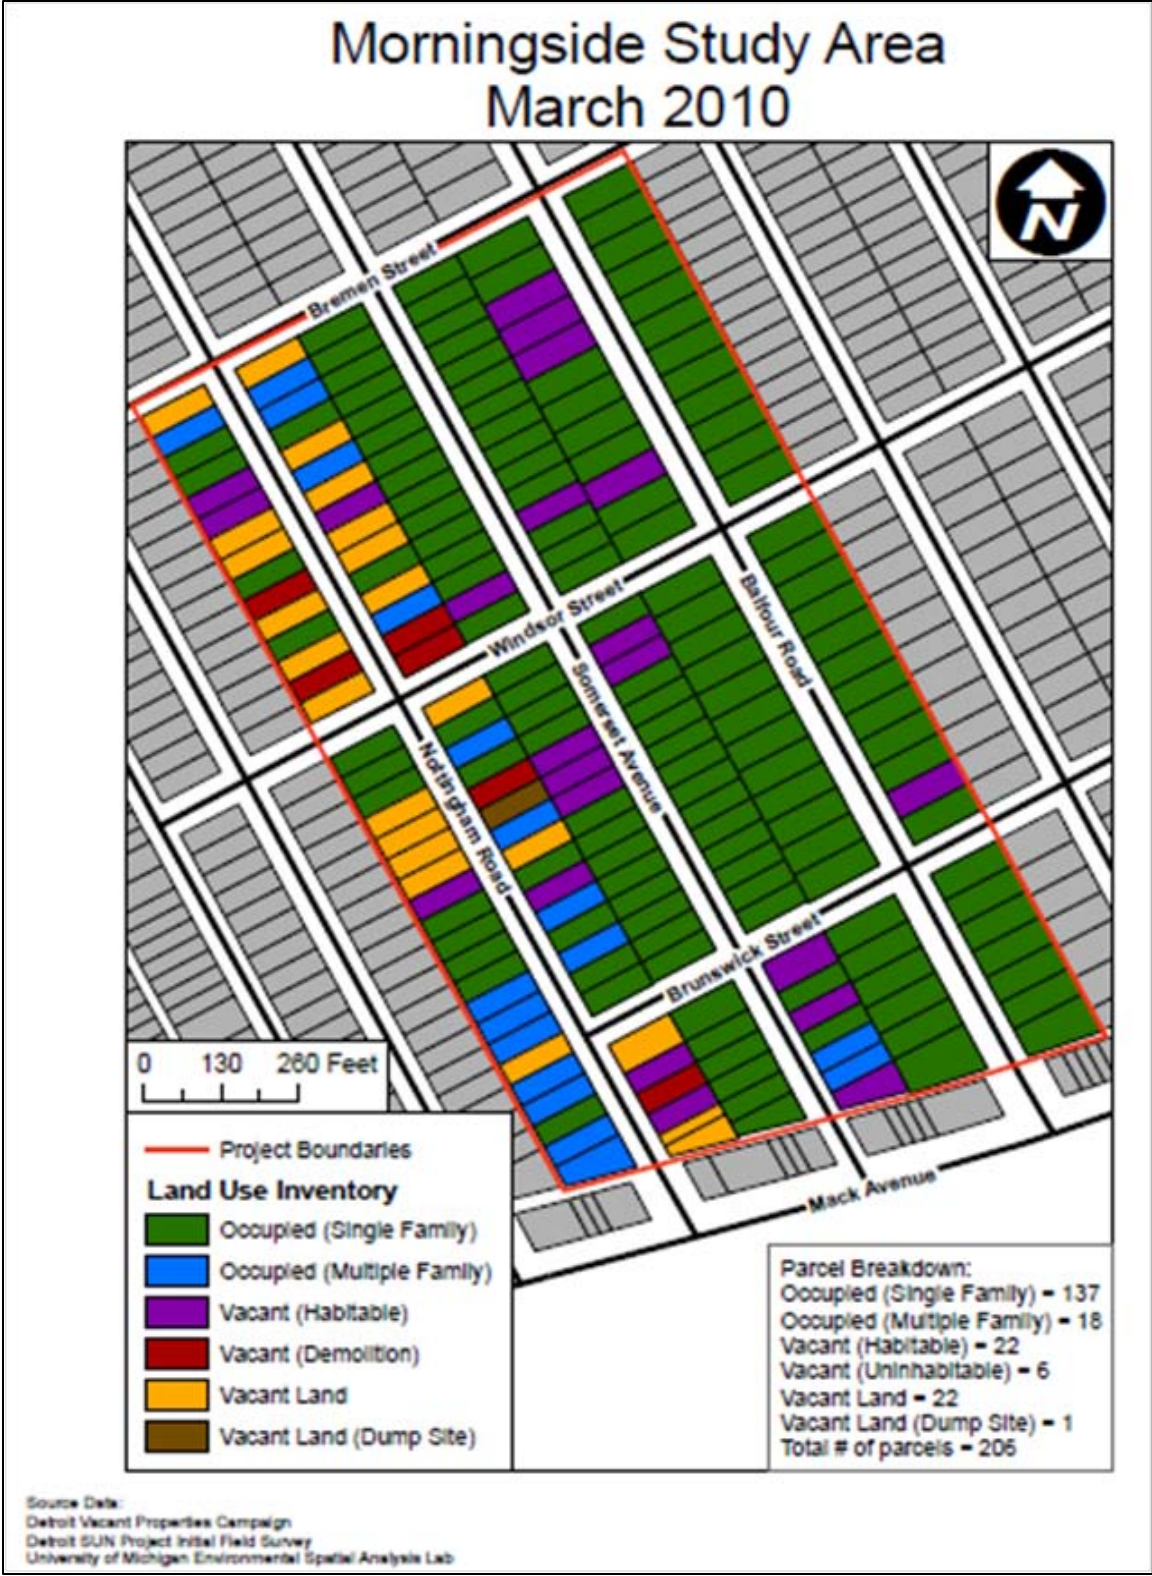 Morningside Study Area
March 2010
N
Bremen Street
Windsor Street
Balfour Road
Somerset Avenue
Nottingham Road
Brunswick Street
Mack Avenue
0 130 260 Feet
Project Boundaries
Land Use Inventory
Occupied (Single Family)
Occupied (Multiple Family)
Vacant (Habitable)
Vacant (Demolition)
Vacant Land
Vacant Land (Dump Site)
Parcel Breakdown:
Occupied (Single Family) = 137
Occupied (Multiple Family) = 18
Vacant (Habitable) = 22
Vacant (Uninhabitable) = 6
Vacant Land = 22
Vacant Land (Dump Site) = 1
Total # of parcels = 206
Source Data:
Detroit Vacant Properties Campaign
Detroit SUN Project Initial Field Survey
University of Michigan Environmental Spatial Analysis Lab